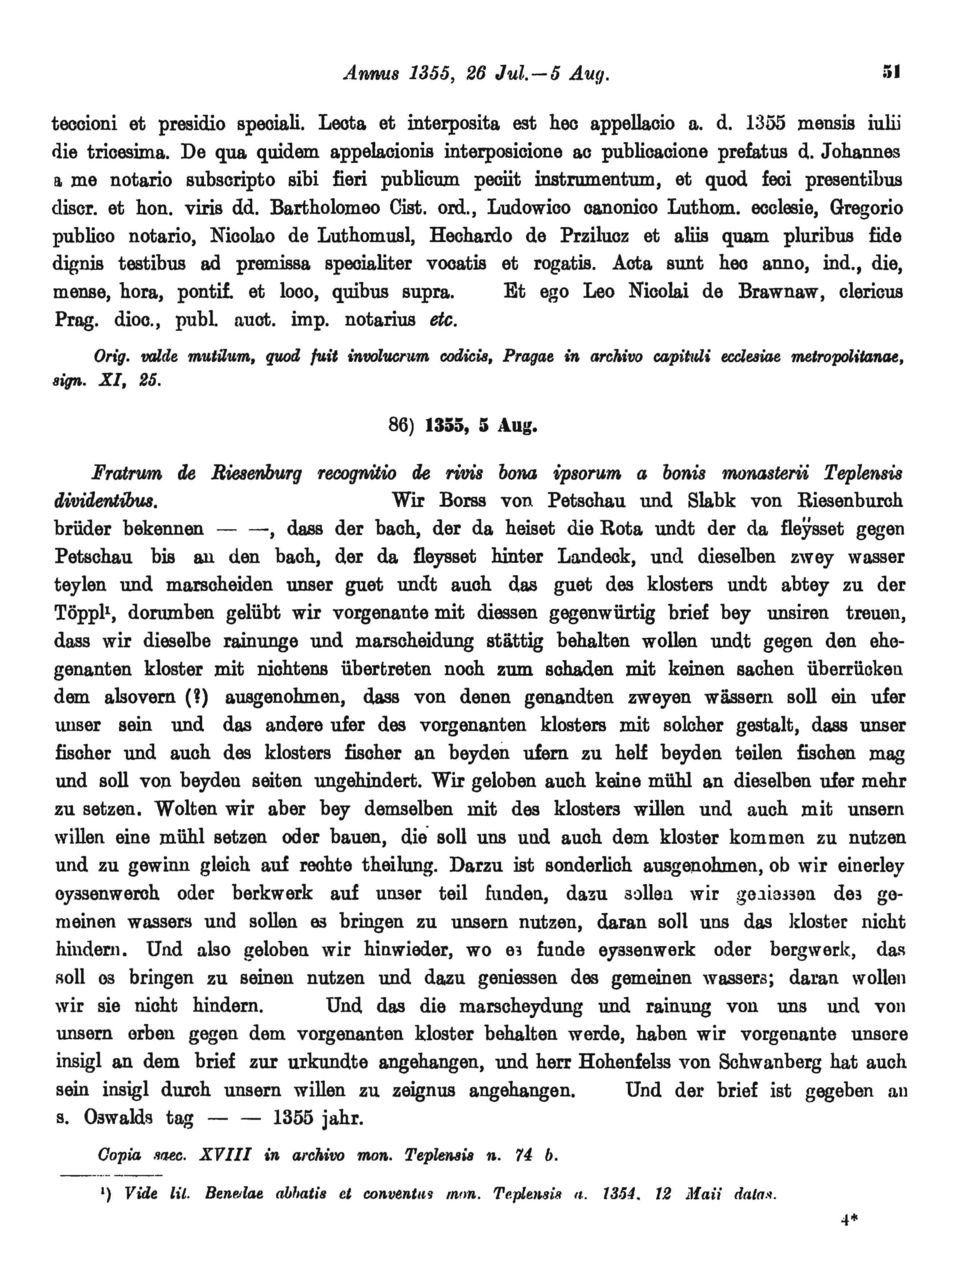 Annus 1355, 26 Jul.—5 Aug. 51
teccioni et presidio speciali. Lecta et interposita est hec appellacio a. d. 1355 mensis iulii
die tricesima. De qua quidem appelacionis interposicione ac publicacione prefatus d. Johannes
a me notario subscripto sibi fieri publicum peciit instrumentum, et quod feci presentibus
discr. et hon. viris dd. Bartholomeo Cist. ord., Ludowico canonico Luthom. ecclesie, Gregorio
publico notario, Nicolao de Luthomusl, Hechardo de Przilucz et aliis quam pluribus fide
dignis testibus ad premissa specialiter vocatis et rogatis. Acta sunt hec anno, ind., die,
mense, hora, pontif. et loco, quibus supra. Et ego Leo Nicolai de Brawnaw, clericus
Prag. dioc., publ. auct. imp. notarius etc.
Orig. valde mutilum, quod fuit involucrum codicis, Pragae in archivo capituli ecclesiae metropolitanae,
sign. XI, 25.
86) 1355, 5 Aug.
Fratrum de Riesenburg recognitio de rivis bona ipsorum a bonis monasterii Teplensis
dividentibus. Wir Borss von Petschau und Slabk von Riesenburch
brüder bekennen — —, dass der bach, der da heiset die Rota undt der da fleÿsset gegen
Petschau bis an den bach, der da fleysset hinter Landeck, und dieselben zwey wasser
teylen und marscheiden unser guet undt auch das guet des klosters undt abtey zu der
Töppl¹, dorumben gelübt wir vorgenante mit diessen gegenwürtig brief bey unsiren treuen,
dass wir dieselbe rainunge und marscheidung stättig behalten wollen undt gegen den ehe-
genanten kloster mit nichtens übertreten noch zum schaden mit keinen sachen überrücken
dem alsovern (?) ausgenohmen, dass von denen genandten zweyen wässern soll ein ufer
unser sein und das andere ufer des vorgenanten klosters mit solcher gestalt, dass unser
fischer und auch des klosters fischer an beyden ufern zu helf beyden teilen fischen mag
und soll von beyden seiten ungehindert. Wir geloben auch keine mühl an dieselben ufer mehr
zu setzen. Wolten wir aber bey demselben mit des klosters willen und auch mit unsern
willen eine mühl setzen oder bauen, die soll uns und auch dem kloster kommen zu nutzen
und zu gewinn gleich auf rechte theilung. Darzu ist sonderlich ausgenohmen, ob wir einerley
eyssenwerch oder berkwerk auf unser teil funden, dazu sollen wir geniessen des ge-
meinen wassers und sollen es bringen zu unsern nutzen, daran soll uns das kloster nicht
hindern. Und also geloben wir hinwieder, wo es funde eyssenwerk oder bergwerk, das
soll es bringen zu seinen nutzen und dazu geniessen des gemeinen wassers; daran wollen
wir sie nicht hindern. Und das die marscheydung und rainung von uns und von
unsern erben gegen dem vorgenanten kloster behalten werde, haben wir vorgenante unsere
insigl an dem brief zur urkundte angehangen, und herr Hohenfelss von Schwanberg hat auch
sein insigl durch unsern willen zu zeignus angehangen. Und der brief ist gegeben an
s. Oswalds tag — — 1355 jahr.
Copia saec. XVIII in archivo mon. Teplensis n. 74 b.
¹) Vide lit. Benedae abbatis et conventus mon. Teplensis a. 1354, 12 Maii datas.
4*